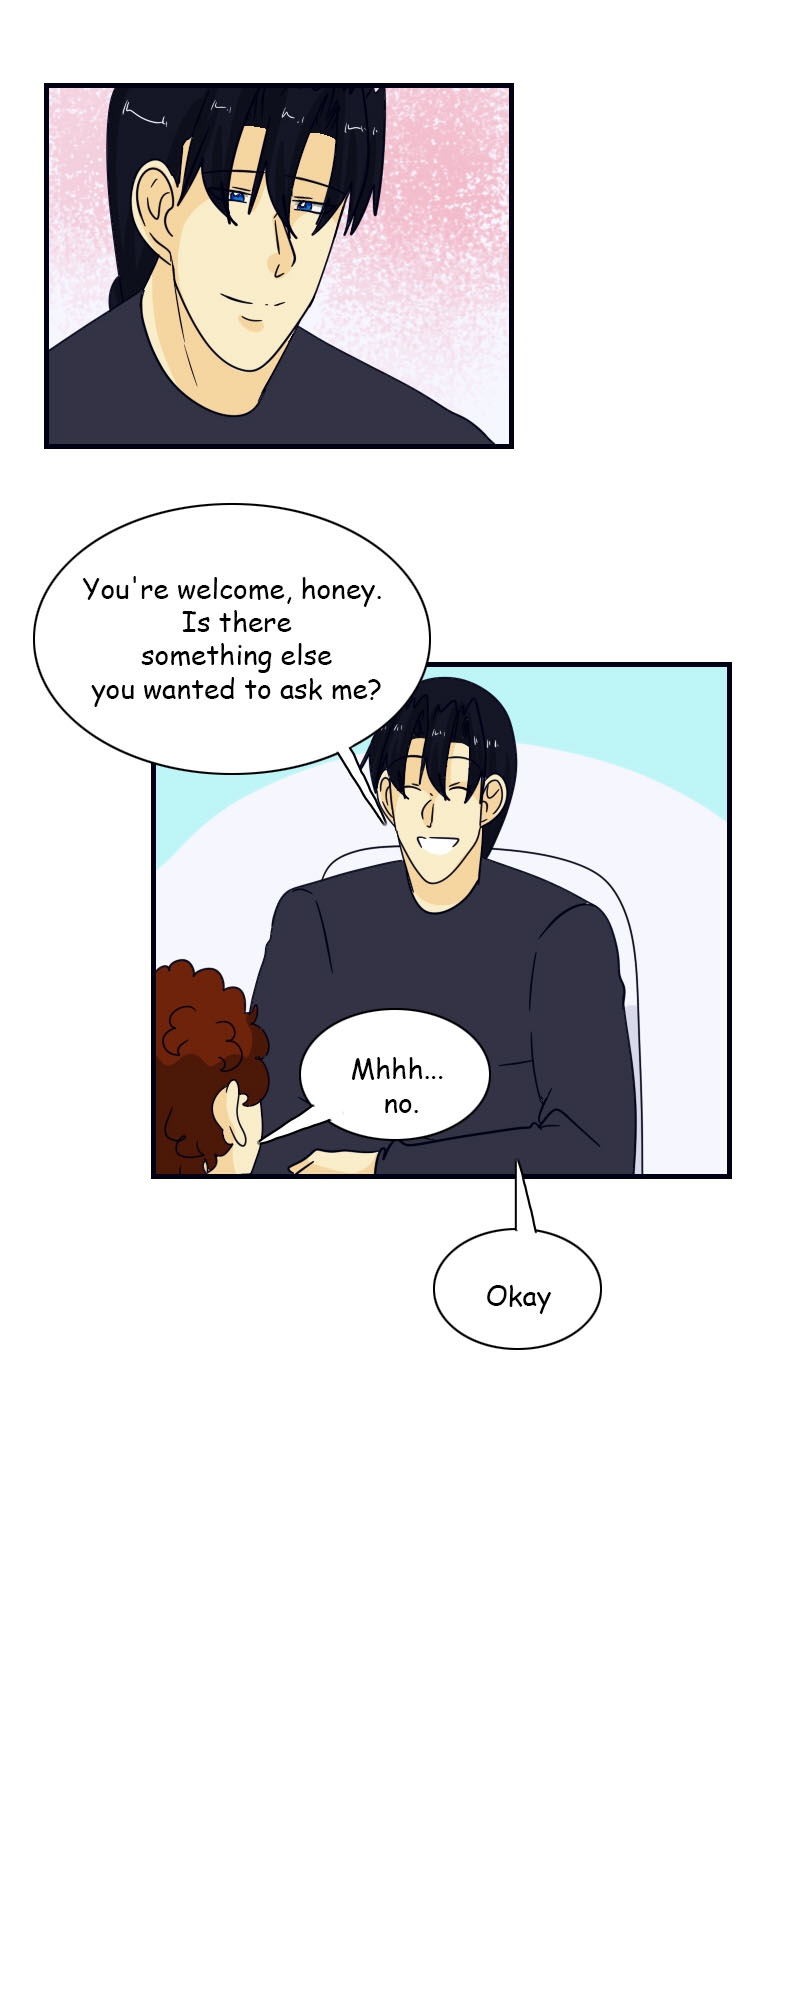 You're welcome, honey.
Is there
something else
you wanted to ask me?
Mhhh...
no.
Okay